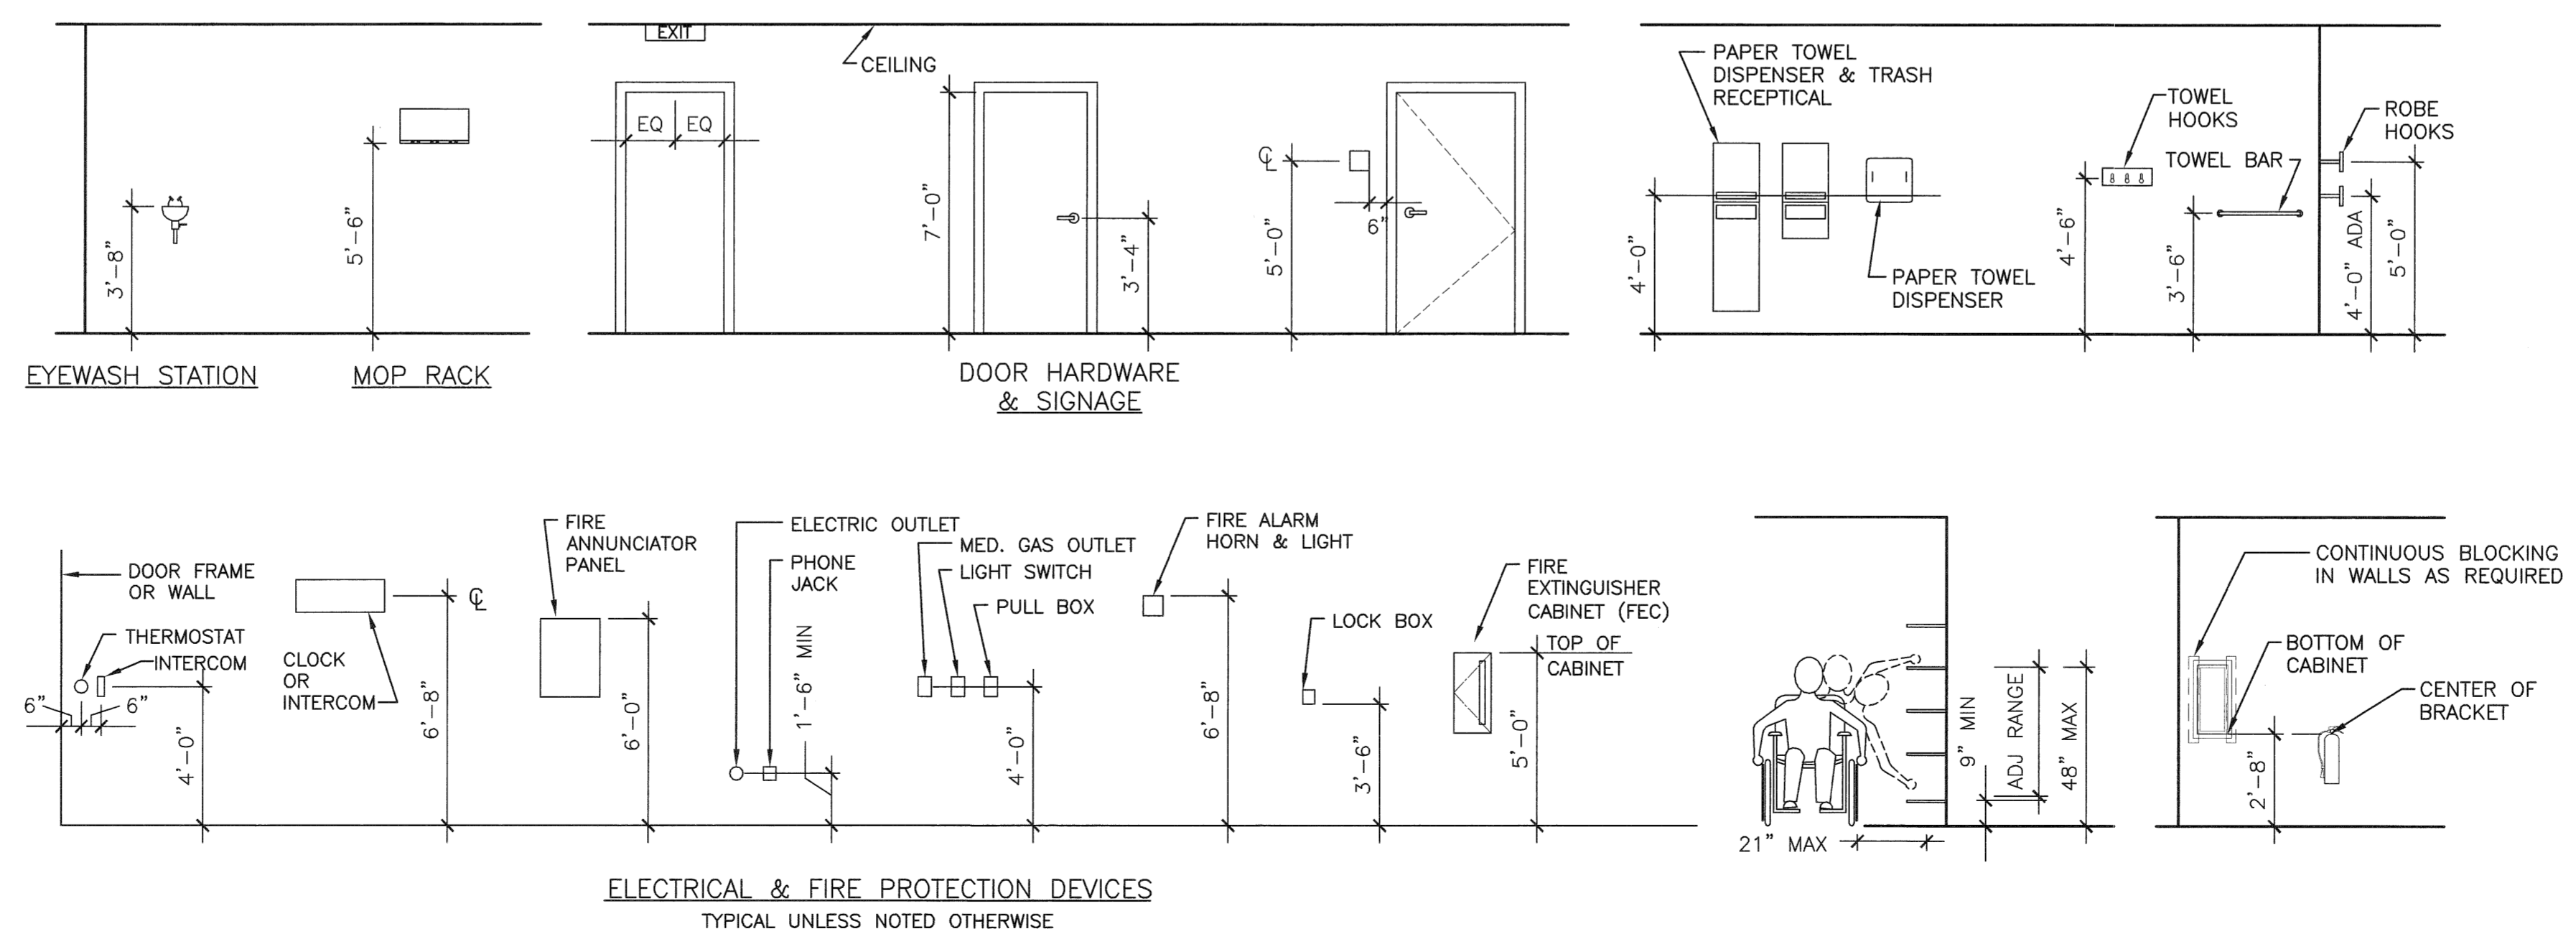 EXIT
CEILING
EQ EQ
3'-8"
5'-6"
7'-0"
3'-4"
℄
5'-0"
6"
EYEWASH STATION
MOP RACK
DOOR HARDWARE
& SIGNAGE
PAPER TOWEL
DISPENSER & TRASH
RECEPTICAL
PAPER TOWEL
DISPENSER
4'-0"
TOWEL
HOOKS
TOWEL BAR
ROBE
HOOKS
4'-6"
3'-6"
4'-0" ADA
5'-0"
DOOR FRAME
OR WALL
THERMOSTAT
INTERCOM
6"
6"
4'-0"
CLOCK
OR
INTERCOM
℄
6'-8"
FIRE
ANNUNCIATOR
PANEL
6'-0"
ELECTRIC OUTLET
PHONE
JACK
1'-6" MIN
MED. GAS OUTLET
LIGHT SWITCH
PULL BOX
4'-0"
FIRE ALARM
HORN & LIGHT
6'-8"
LOCK BOX
3'-6"
FIRE
EXTINGUISHER
CABINET (FEC)
TOP OF
CABINET
5'-0"
21" MAX
9" MIN
ADJ RANGE
48" MAX
CONTINUOUS BLOCKING
IN WALLS AS REQUIRED
BOTTOM OF
CABINET
CENTER OF
BRACKET
2'-8"
ELECTRICAL & FIRE PROTECTION DEVICES
TYPICAL UNLESS NOTED OTHERWISE